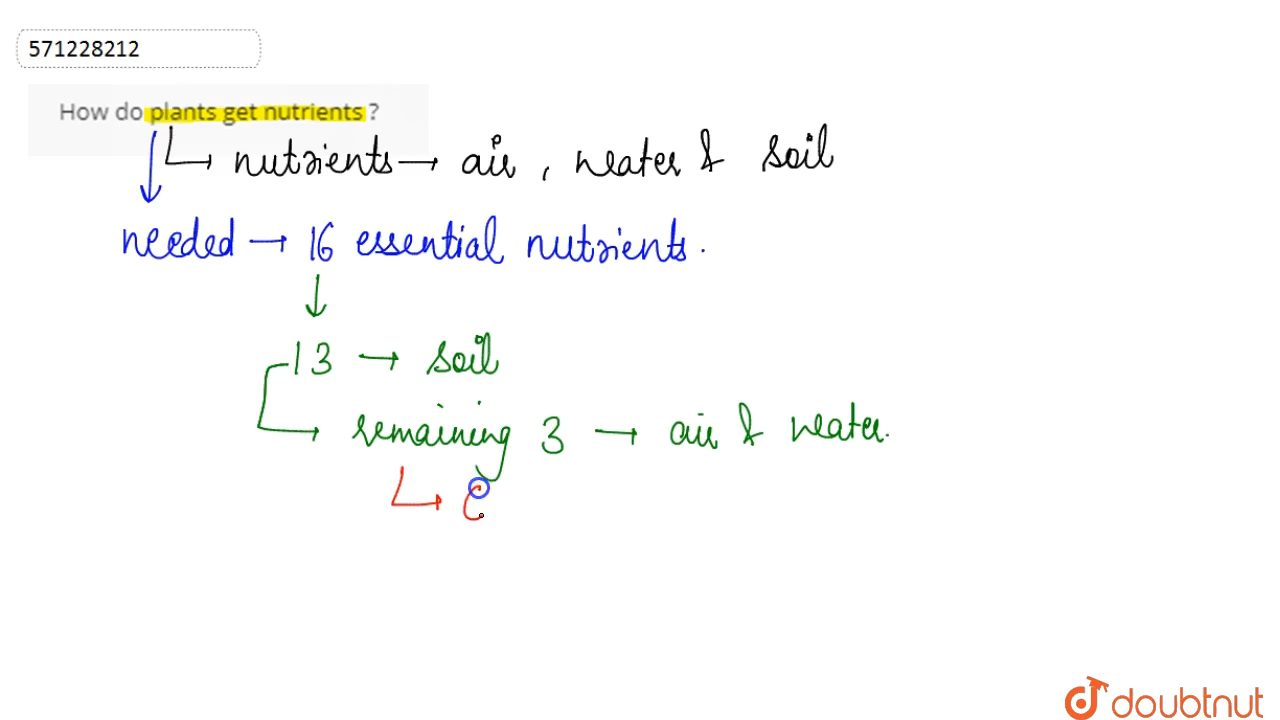 571228212
How do plants get nutrients ?
nutrients → air, water & soil
needed → 16 essential nutrients.
13 → soil
remaining 3 → air & water.
C
doubtnut